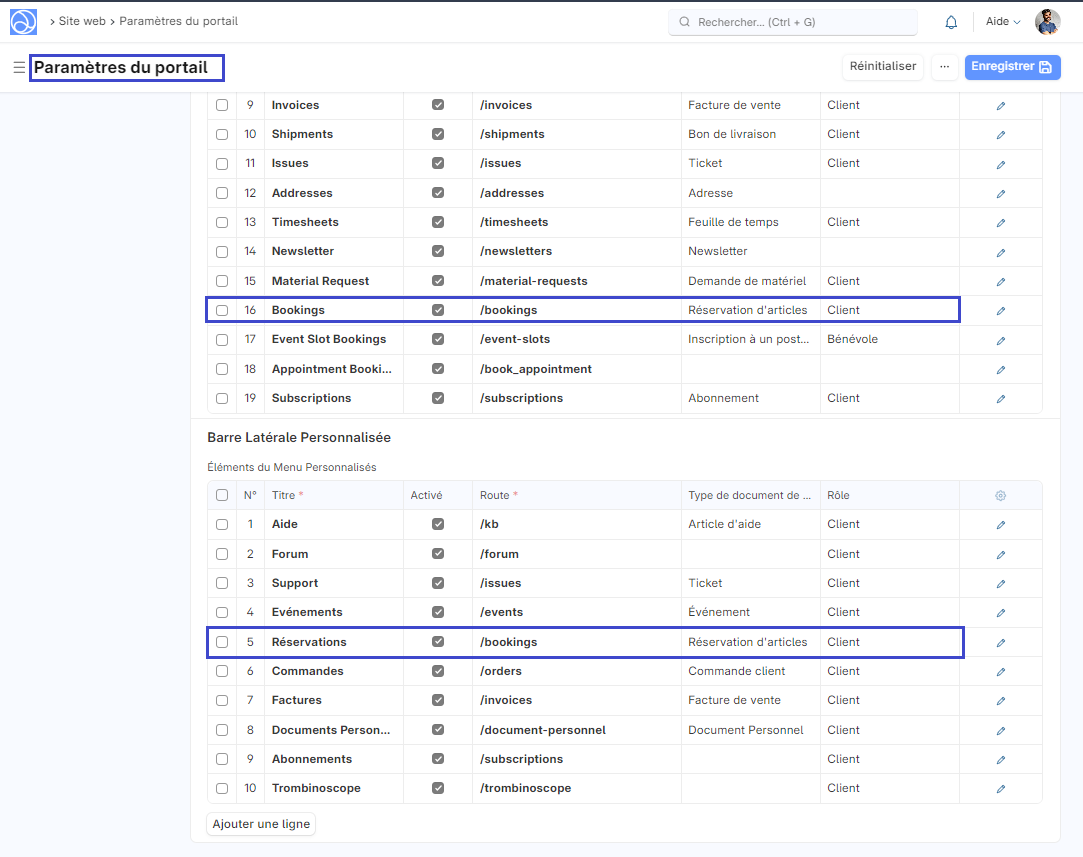 Site web Paramètres du portail Rechercher... (Ctrl + G) Aide
Paramètres du portail Réinitialiser ... Enregistrer
9 Invoices /invoices Facture de vente Client
10 Shipments /shipments Bon de livraison Client
11 Issues /issues Ticket Client
12 Addresses /addresses Adresse
13 Timesheets /timesheets Feuille de temps Client
14 Newsletter /newsletters Newsletter
15 Material Request /material-requests Demande de matériel Client
16 Bookings /bookings Réservation d'articles Client
17 Event Slot Bookings /event-slots Inscription à un post... Bénévole
18 Appointment Booki... /book_appointment
19 Subscriptions /subscriptions Abonnement Client
Barre Latérale Personnalisée
Éléments du Menu Personnalisés
N° Titre * Activé Route * Type de document de ... Rôle
1 Aide /kb Article d'aide Client
2 Forum /forum Client
3 Support /issues Ticket Client
4 Evénements /events Événement Client
5 Réservations /bookings Réservation d'articles Client
6 Commandes /orders Commande client Client
7 Factures /invoices Facture de vente Client
8 Documents Person... /document-personnel Document Personnel Client
9 Abonnements /subscriptions Client
10 Trombinoscope /trombinoscope Client
Ajouter une ligne